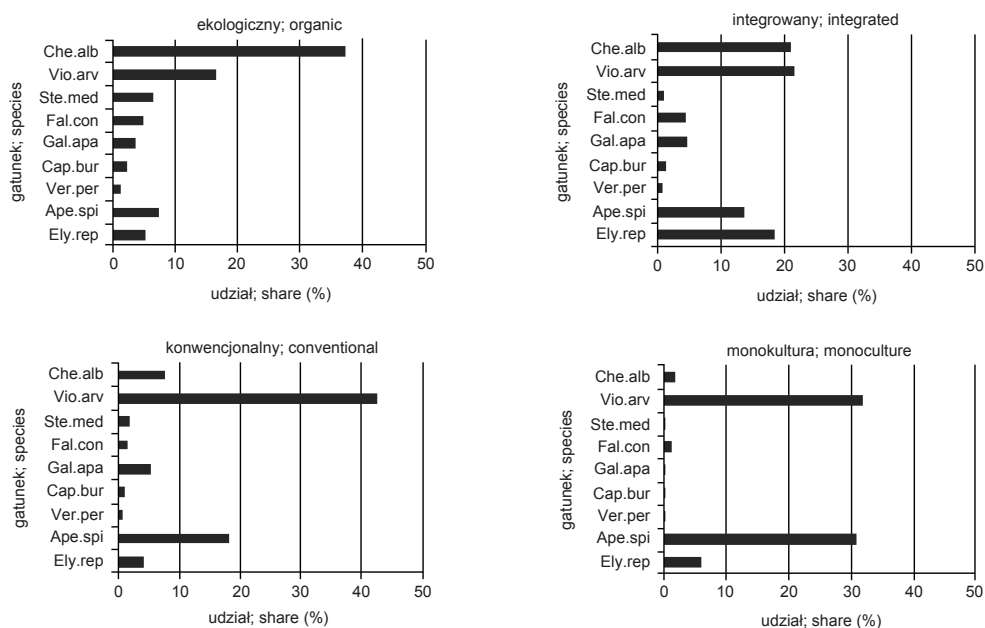 ekologiczny; organic
gatunek; species
Che.alb
Vio.arv
Ste.med
Fal.con
Gal.apa
Cap.bur
Ver.per
Ape.spi
Ely.rep
0 10 20 30 40 50
udział; share (%)
integrowany; integrated
gatunek; species
Che.alb
Vio.arv
Ste.med
Fal.con
Gal.apa
Cap.bur
Ver.per
Ape.spi
Ely.rep
0 10 20 30 40 50
udział; share (%)
konwencjonalny; conventional
gatunek; species
Che.alb
Vio.arv
Ste.med
Fal.con
Gal.apa
Cap.bur
Ver.per
Ape.spi
Ely.rep
0 10 20 30 40 50
udział; share (%)
monokultura; monoculture
gatunek; species
Che.alb
Vio.arv
Ste.med
Fal.con
Gal.apa
Cap.bur
Ver.per
Ape.spi
Ely.rep
0 10 20 30 40 50
udział; share (%)